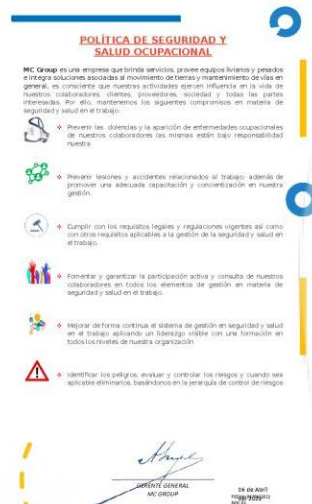 POLÍTICA DE SEGURIDAD Y
SALUD OCUPACIONAL
MC Group es una empresa que brinda servicios, provee equipos livianos y pesados
e integra soluciones asociadas al movimiento de tierras y mantenimiento de vías en
general, es consciente que nuestras actividades ejercen influencia en la vida de
nuestros colaboradores, clientes, proveedores, sociedad y todas las partes
interesadas. Por ello, mantenemos los siguientes compromisos en materia de
seguridad y salud en el trabajo:
Prevenir las dolencias y la aparición de enfermedades ocupacionales
de nuestros colaboradores las mismas están bajo responsabilidad
nuestra
Prevenir lesiones y accidentes relacionados al trabajo; además de
promover una adecuada capacitación y concientización en nuestra
gestión.
Cumplir con los requisitos legales y regulaciones vigentes así como
con otros requisitos aplicables a la gestión de la seguridad y salud en
el trabajo.
Fomentar y garantizar la participación activa y consulta de nuestros
colaboradores en todos los elementos de gestión en materia de
seguridad y salud en el trabajo.
Mejorar de forma continua el sistema de gestión en seguridad y salud
en el trabajo aplicando un liderazgo visible con una formación en
todos los niveles de nuestra organización
Identificar los peligros, evaluar y controlar los riesgos y cuando sea
aplicable eliminarlos, basándonos en la jerarquía de control de riesgos
GERENTE GENERAL
MC GROUP
04 de Abril